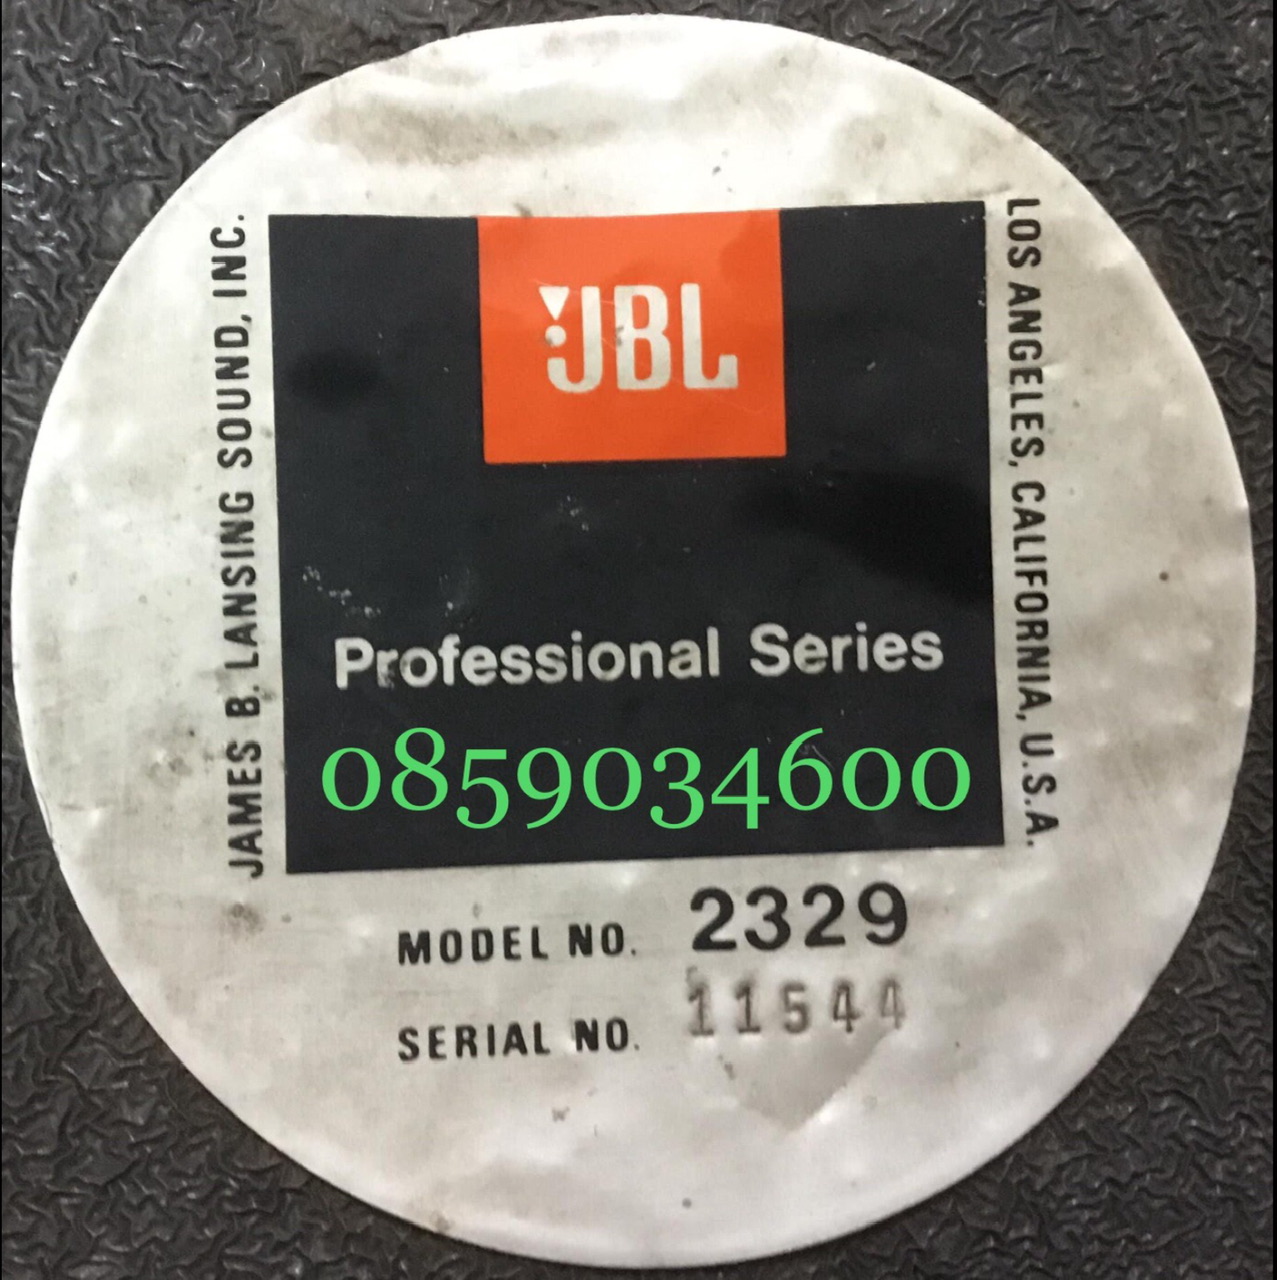 JAMES B. LANSING SOUND, INC.
JBL
LOS ANGELES, CALIFORNIA, U.S.A.
Professional Series
0859034600
MODEL NO. 2329
SERIAL NO. 11544